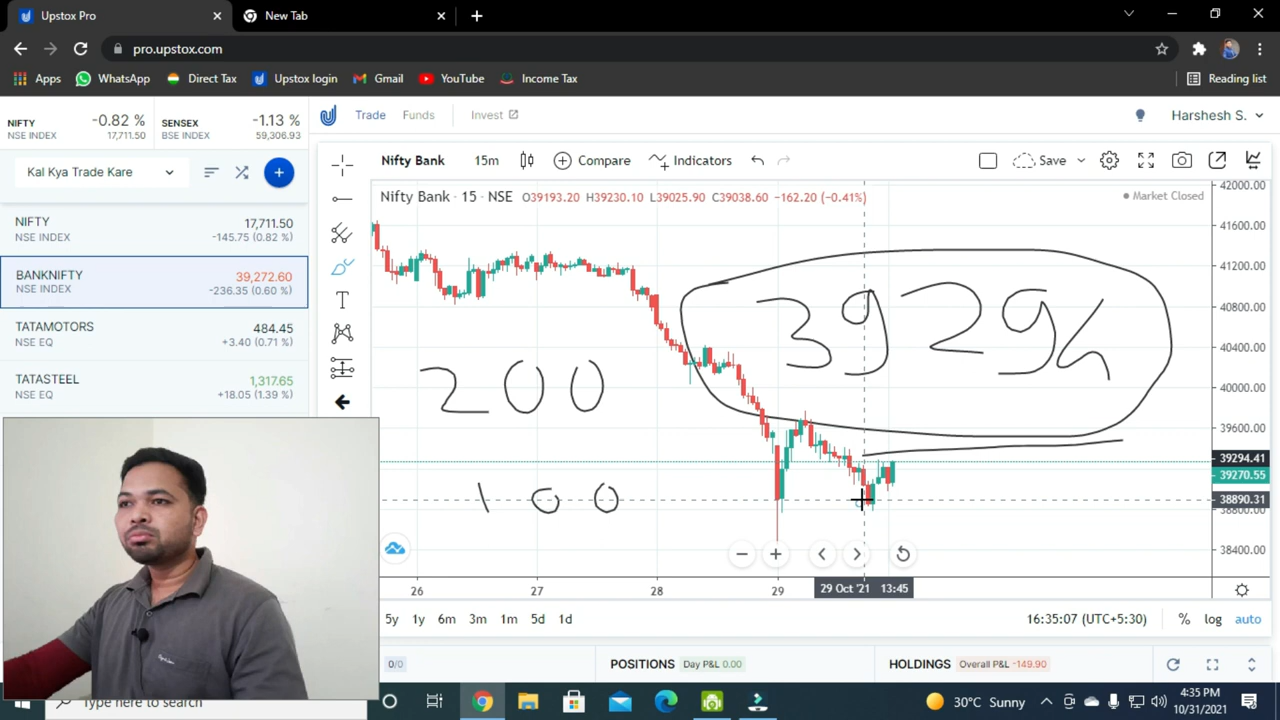 Upstox Pro
New Tab
pro.upstox.com
Apps WhatsApp Direct Tax Upstox login Gmail YouTube Income Tax Reading list
NIFTY -0.82 % SENSEX -1.13 %
NSE INDEX 17,711.50 BSE INDEX 59,306.93
Trade Funds Invest Harshesh S.
Kal Kya Trade Kare
Nifty Bank 15m Compare Indicators Save
Nifty Bank · 15 · NSE O39193.20 H39230.10 L39025.90 C39038.60 -162.20 (-0.41%) Market Closed
NIFTY 17,711.50
NSE INDEX -145.75 (0.82 %)
BANKNIFTY 39,272.60
NSE INDEX -236.35 (0.60 %)
TATAMOTORS 484.45
NSE EQ +3.40 (0.71 %)
TATASTEEL 1,317.65
NSE EQ +18.05 (1.39 %)
39294
200
100
42000.00
41600.00
41200.00
40800.00
40400.00
40000.00
39600.00
39294.41
39270.55
38890.31
38800.00
38400.00
26 27 28 29 29 Oct '21 13:45
5y 1y 6m 3m 1m 5d 1d 16:35:07 (UTC+5:30) % log auto
0/0 POSITIONS Day P&L 0.00 HOLDINGS Overall P&L -149.90
Type here to search 30°C Sunny 4:35 PM
10/31/2021